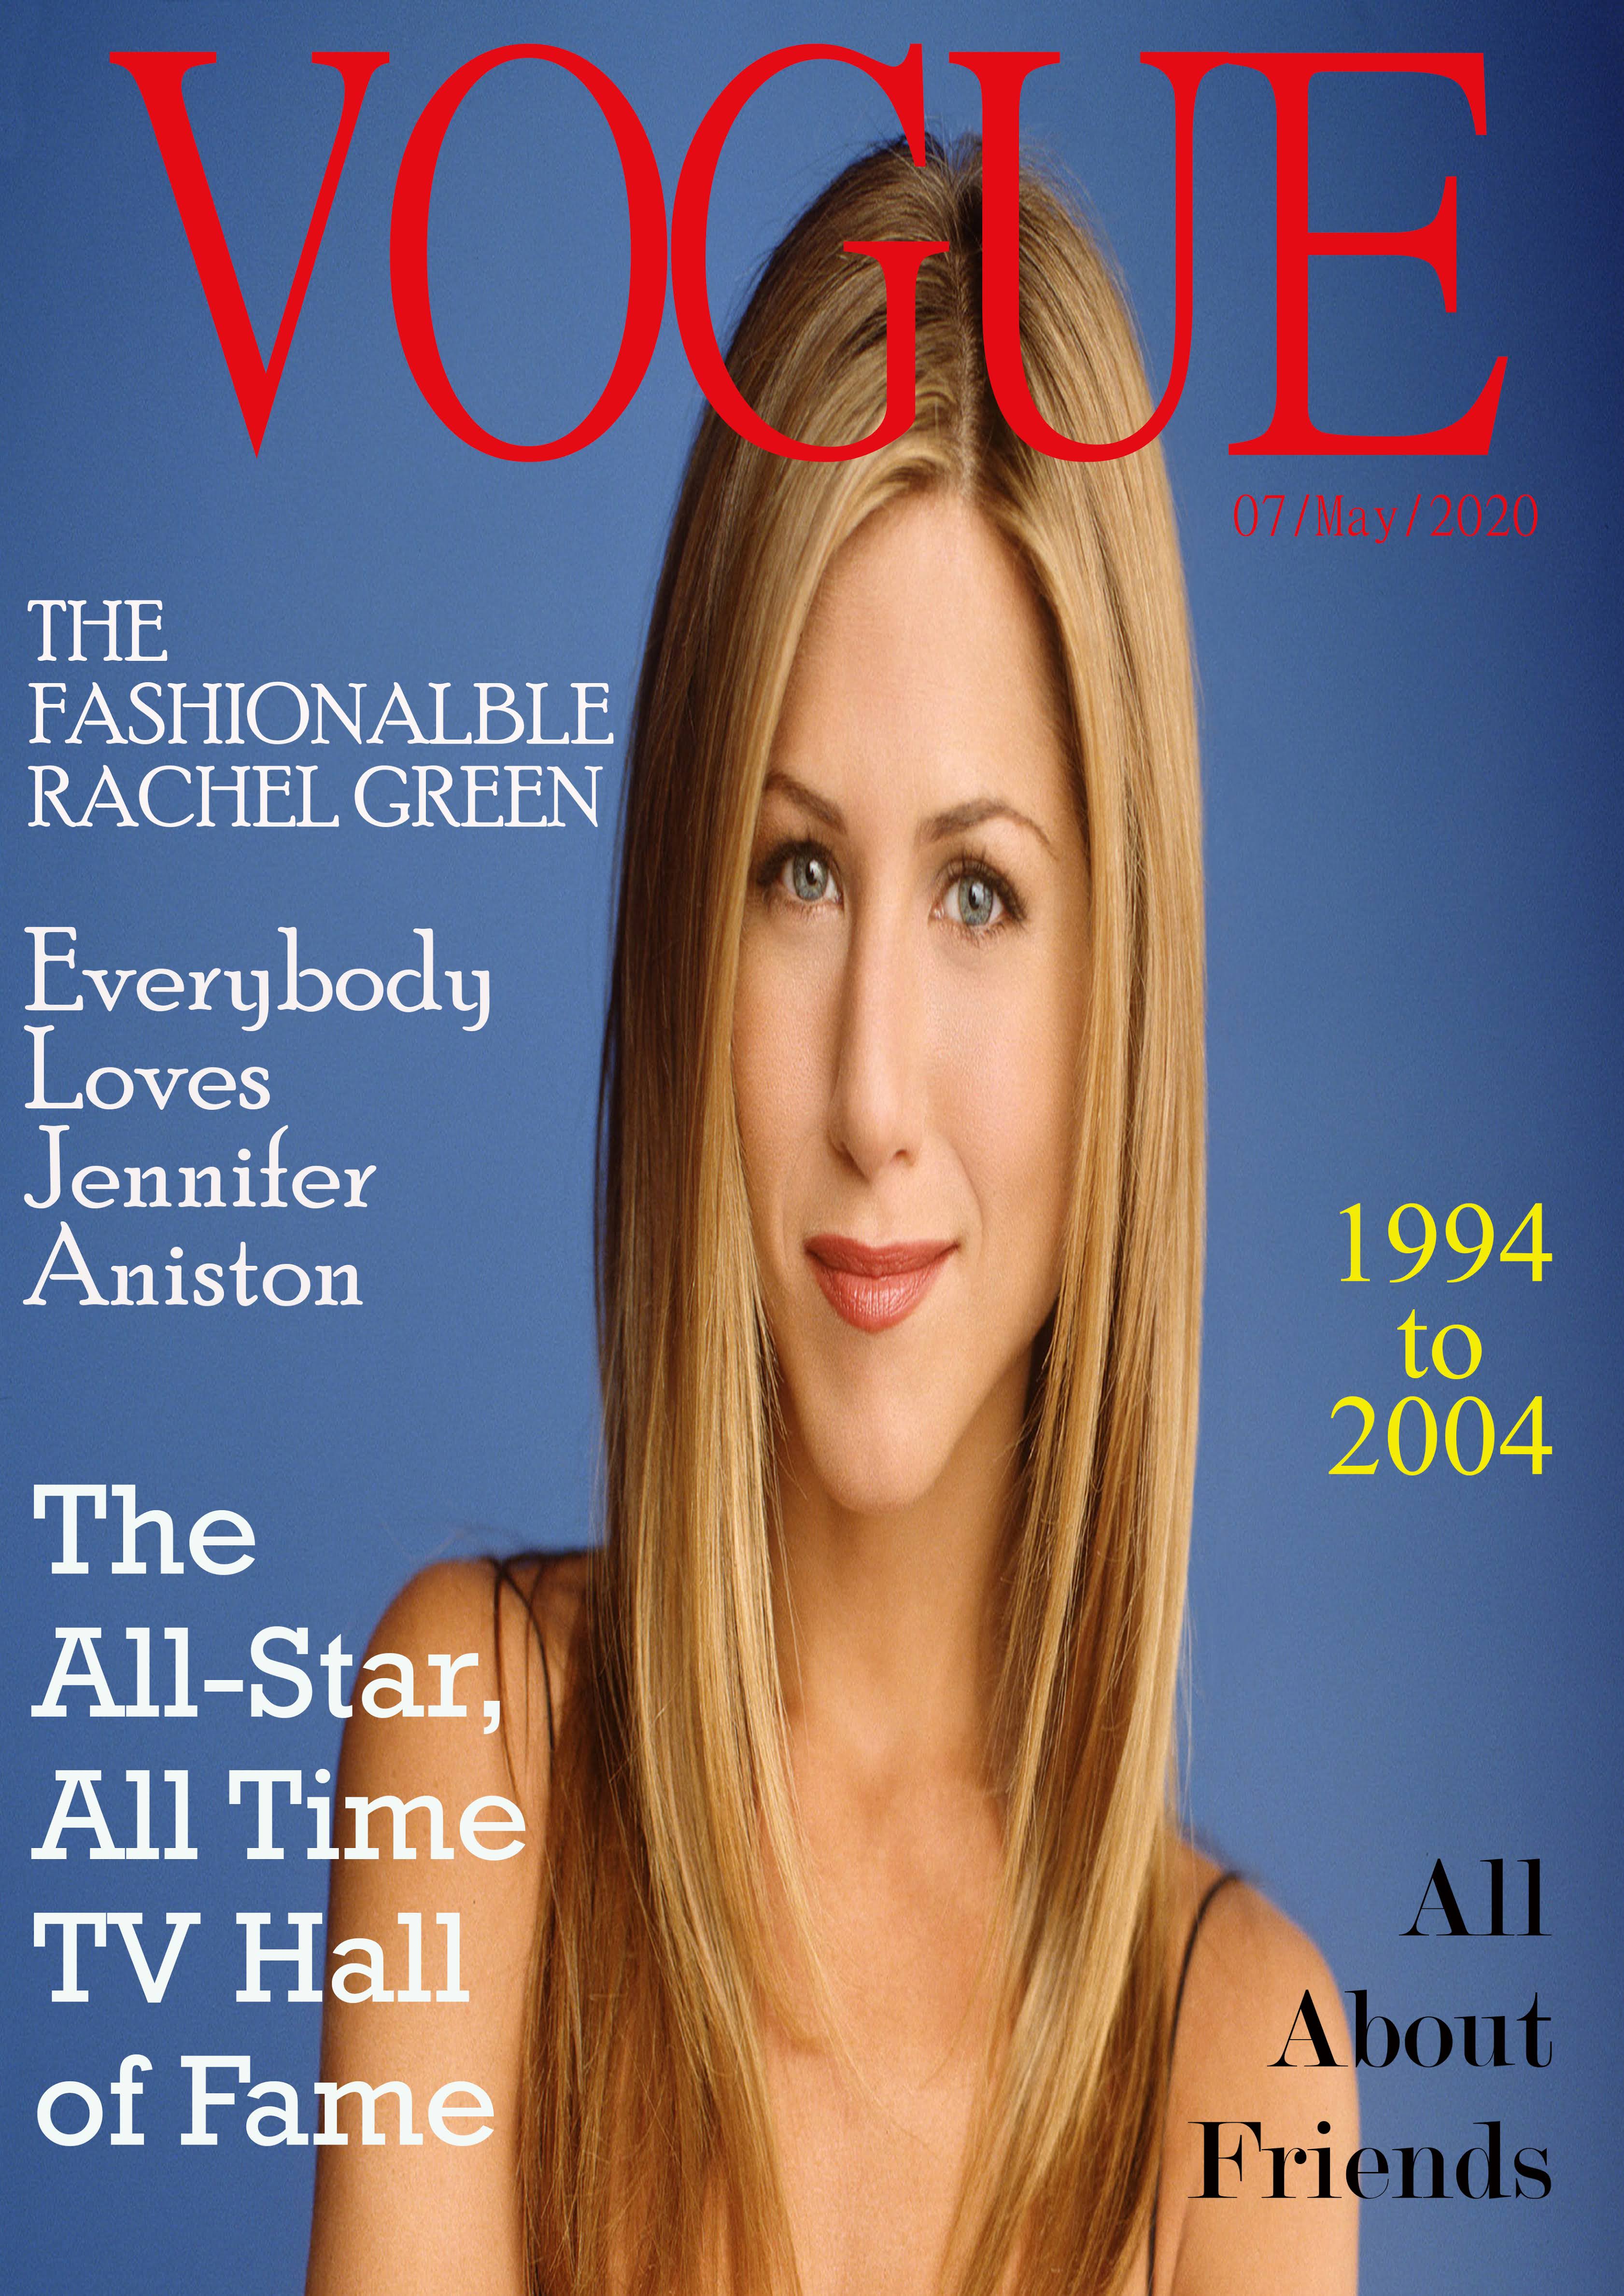 VOGUE
07/May/2020
THE
FASHIONALBLE
RACHEL GREEN
Everybody
Loves
Jennifer
Aniston
1994
to
2004
The
All-Star,
All Time
TV Hall
of Fame
All
About
Friends